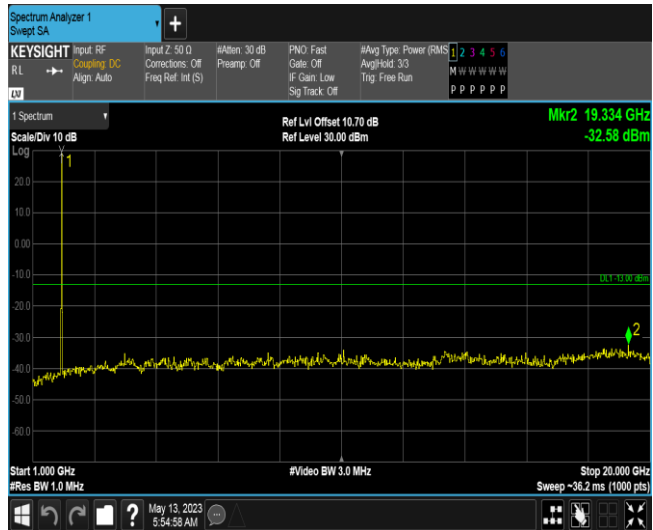 Spectrum Analyzer 1
Swept SA
+
KEYSIGHT
RL
LXI
Input: RF
Coupling: DC
Align: Auto
Input Z: 50 Ω
Corrections: Off
Freq Ref: Int (S)
#Atten: 30 dB
Preamp: Off
PNO: Fast
Gate: Off
IF Gain: Low
Sig Track: Off
#Avg Type: Power (RMS
Avg|Hold: 3/3
Trig: Free Run
1 2 3 4 5 6
M W W W W W
P P P P P P
1 Spectrum
Scale/Div 10 dB
Log
Ref Lvl Offset 10.70 dB
Ref Level 30.00 dBm
Mkr2 19.334 GHz
-32.58 dBm
1
20.0
10.0
0.00
-10.0
DL1 -13.00 dBm
-20.0
2
-30.0
-40.0
-50.0
-60.0
Start 1.000 GHz
#Res BW 1.0 MHz
#Video BW 3.0 MHz
Stop 20.000 GHz
Sweep ~36.2 ms (1000 pts)
?
May 13, 2023
5:54:58 AM